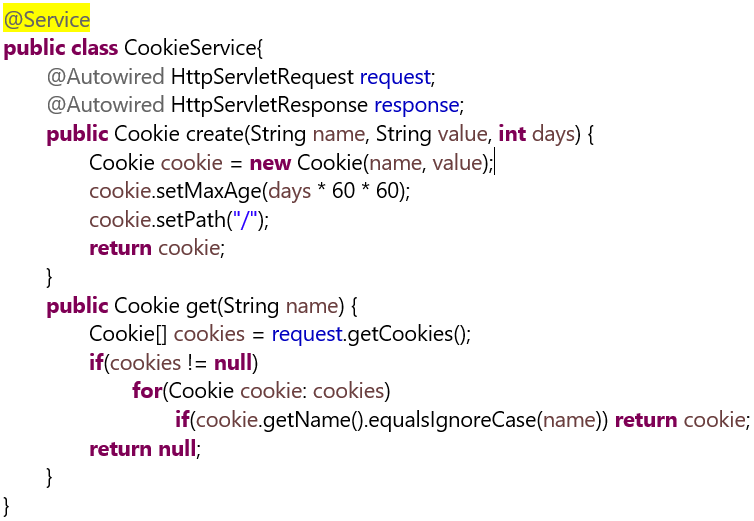 @Service
public class CookieService{
@Autowired HttpServletRequest request;
@Autowired HttpServletResponse response;
public Cookie create(String name, String value, int days) {
Cookie cookie = new Cookie(name, value);
cookie.setMaxAge(days * 60 * 60);
cookie.setPath("/");
return cookie;
}
public Cookie get(String name) {
Cookie[] cookies = request.getCookies();
if(cookies != null)
for(Cookie cookie: cookies)
if(cookie.getName().equalsIgnoreCase(name)) return cookie;
return null;
}
}